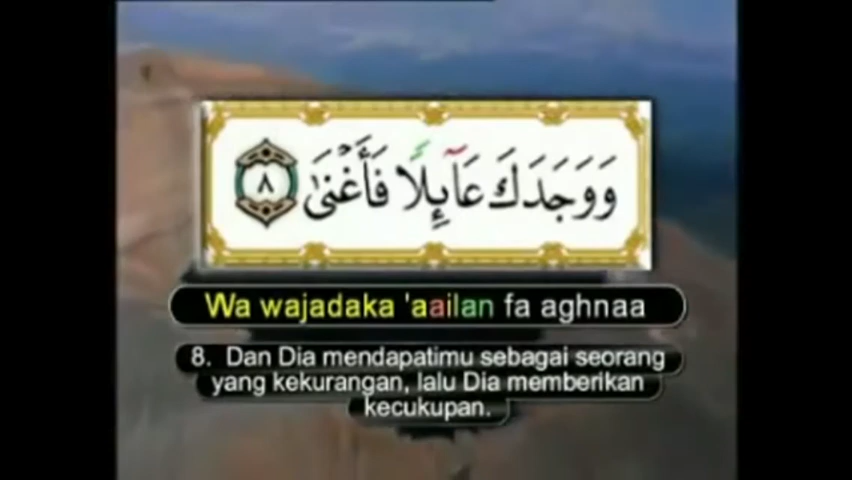 وَوَجَدَكَ عَآئِلًا فَأَغْنَىٰ ٨
Wa wajadaka 'aailan fa aghnaa
8. Dan Dia mendapatimu sebagai seorang
yang kekurangan, lalu Dia memberikan
kecukupan.